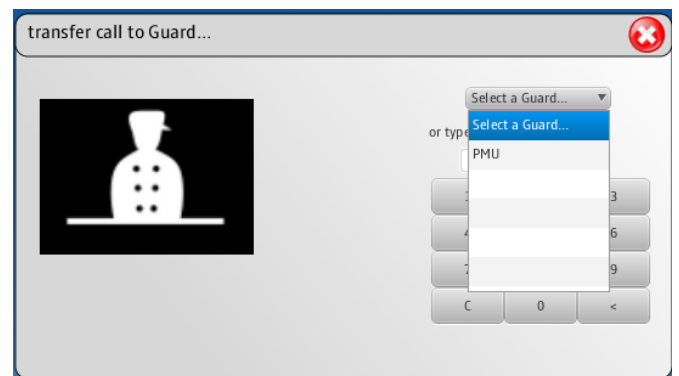 transfer call to Guard...
Select a Guard...
or type
Select a Guard...
PMU
3
6
9
C 0 <